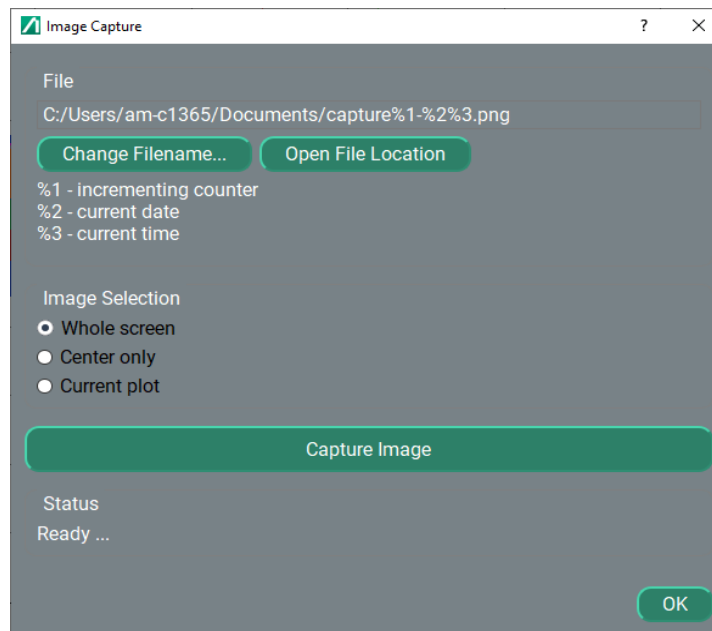 Image Capture ?
File
C:/Users/am-c1365/Documents/capture%1-%2%3.png
Change Filename... Open File Location
%1 - incrementing counter
%2 - current date
%3 - current time
Image Selection
Whole screen
Center only
Current plot
Capture Image
Status
Ready ...
OK